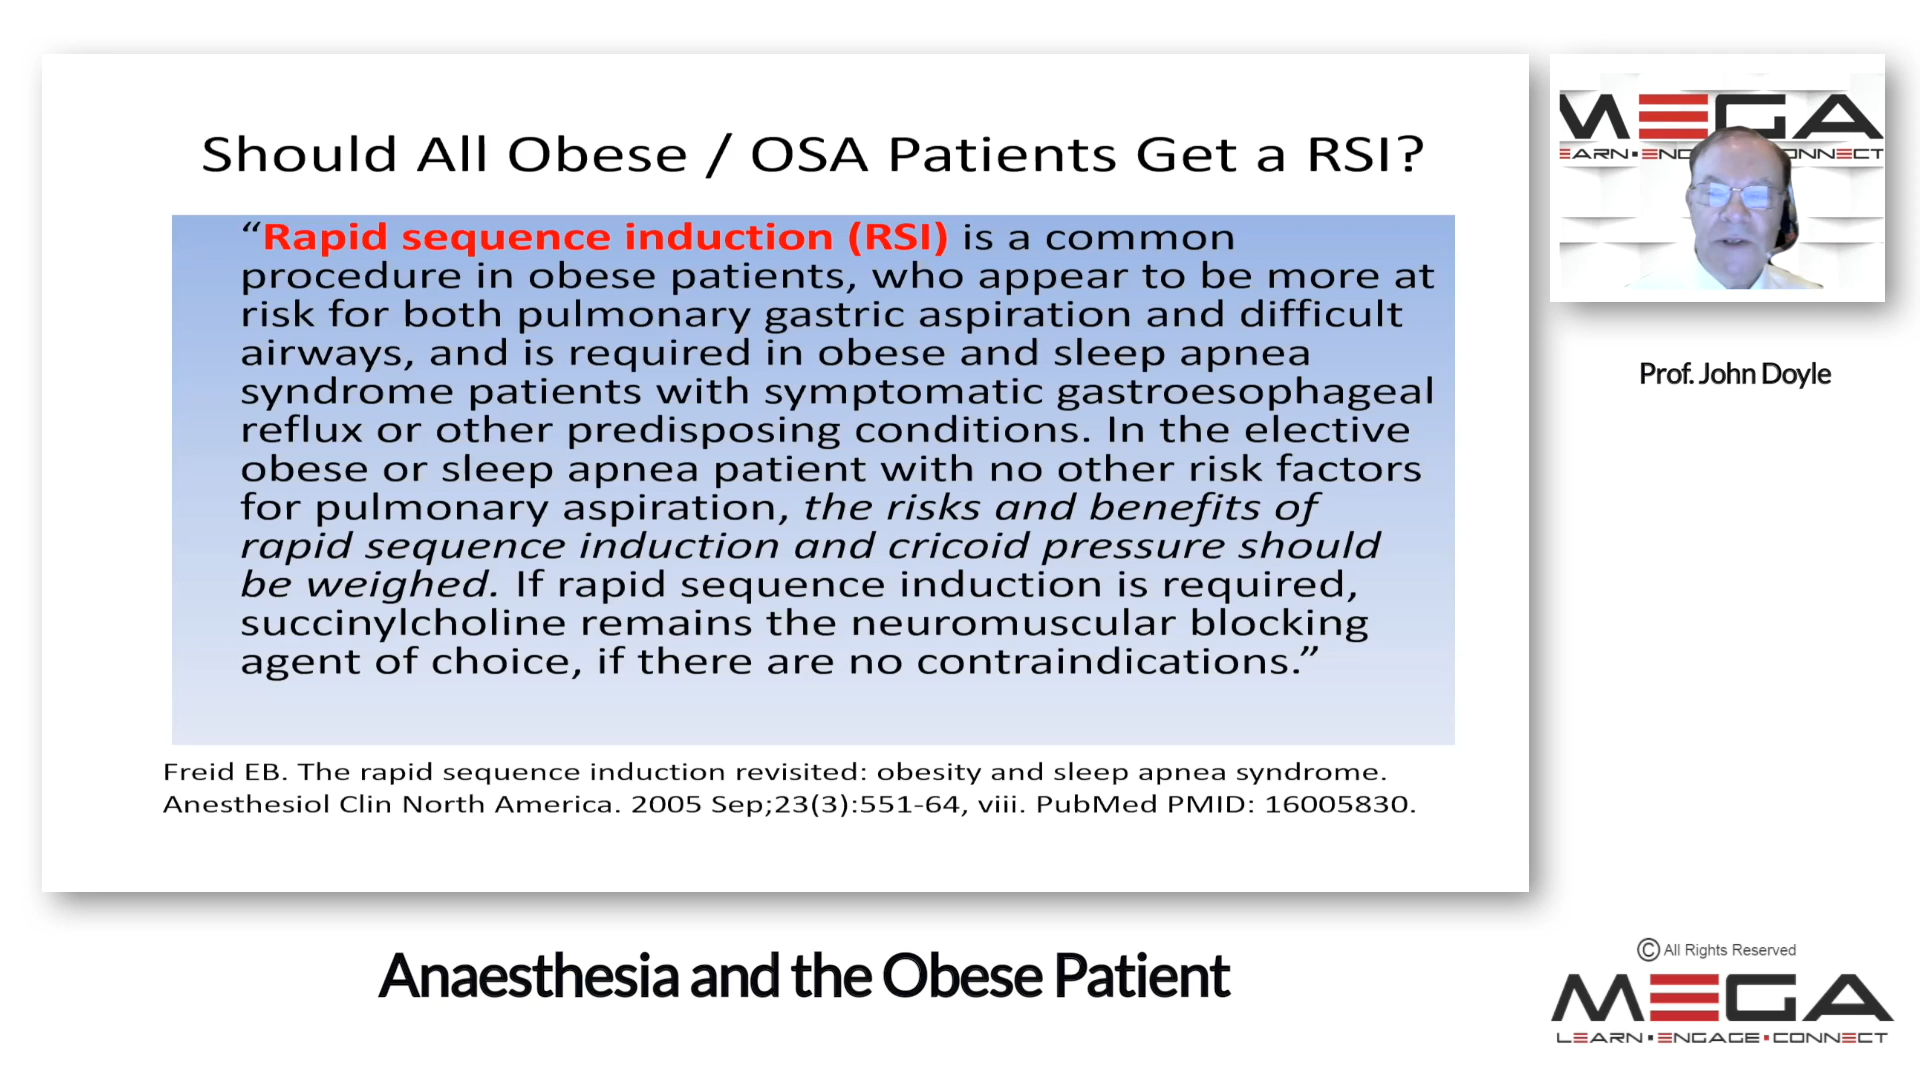 Should All Obese / OSA Patients Get a RSI?
“Rapid sequence induction (RSI) is a common
procedure in obese patients, who appear to be more at
risk for both pulmonary gastric aspiration and difficult
airways, and is required in obese and sleep apnea
syndrome patients with symptomatic gastroesophageal
reflux or other predisposing conditions. In the elective
obese or sleep apnea patient with no other risk factors
for pulmonary aspiration, the risks and benefits of
rapid sequence induction and cricoid pressure should
be weighed. If rapid sequence induction is required,
succinylcholine remains the neuromuscular blocking
agent of choice, if there are no contraindications.”
Freid EB. The rapid sequence induction revisited: obesity and sleep apnea syndrome.
Anesthesiol Clin North America. 2005 Sep;23(3):551-64, viii. PubMed PMID: 16005830.
MEGA
EARN▪ENG ONNECT
Prof. John Doyle
Anaesthesia and the Obese Patient
© All Rights Reserved
MEGA
LEARN▪ENGAGE▪CONNECT